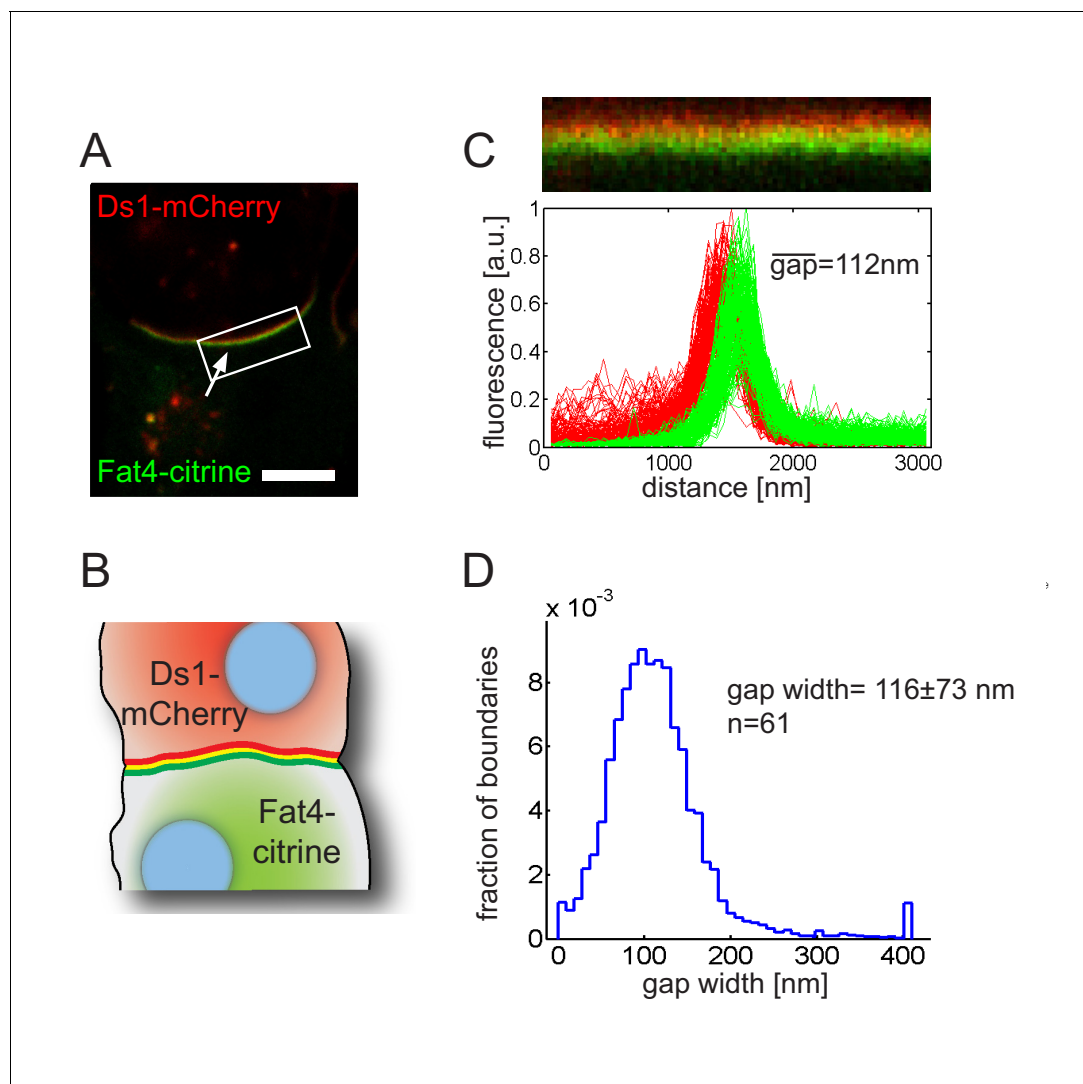 A
Ds1-mCherry
Fat4-citrine
B
Ds1-
mCherry
Fat4-
citrine
C
fluorescence [a.u.]
1
0.8
0.6
0.4
0.2
0
0
1000
2000
3000
distance [nm]
gap=112nm
D
x 10⁻³
fraction of boundaries
8
6
4
2
0
0
100
200
300
400
gap width [nm]
gap width= 116±73 nm
n=61